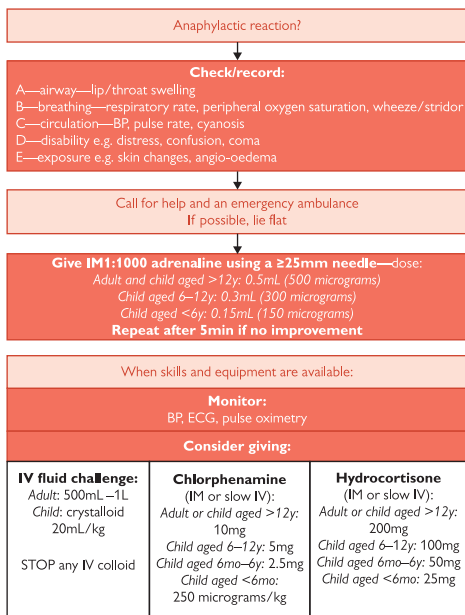 Anaphylactic reaction?
Check/record:
A—airway—lip/throat swelling
B—breathing—respiratory rate, peripheral oxygen saturation, wheeze/stridor
C—circulation—BP, pulse rate, cyanosis
D—disability e.g. distress, confusion, coma
E—exposure e.g. skin changes, angio-oedema
Call for help and an emergency ambulance
If possible, lie flat
Give IM1:1000 adrenaline using a ≥25mm needle—dose:
Adult and child aged >12y: 0.5mL (500 micrograms)
Child aged 6–12y: 0.3mL (300 micrograms)
Child aged <6y: 0.15mL (150 micrograms)
Repeat after 5min if no improvement
When skills and equipment are available:
Monitor:
BP, ECG, pulse oximetry
Consider giving:
IV fluid challenge:
Adult: 500mL–1L
Child: crystalloid
20mL/kg
STOP any IV colloid
Chlorphenamine
(IM or slow IV):
Adult or child aged >12y:
10mg
Child aged 6–12y: 5mg
Child aged 6mo–6y: 2.5mg
Child aged <6mo:
250 micrograms/kg
Hydrocortisone
(IM or slow IV):
Adult or child aged >12y:
200mg
Child aged 6–12y: 100mg
Child aged 6mo–6y: 50mg
Child aged <6mo: 25mg